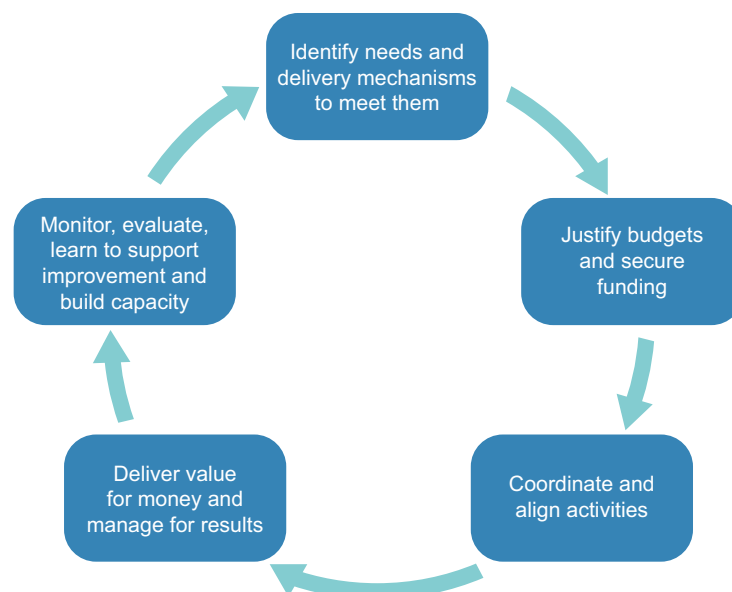 Identify needs and
delivery mechanisms
to meet them
Justify budgets
and secure
funding
Coordinate and
align activities
Deliver value
for money and
manage for results
Monitor, evaluate,
learn to support
improvement and
build capacity